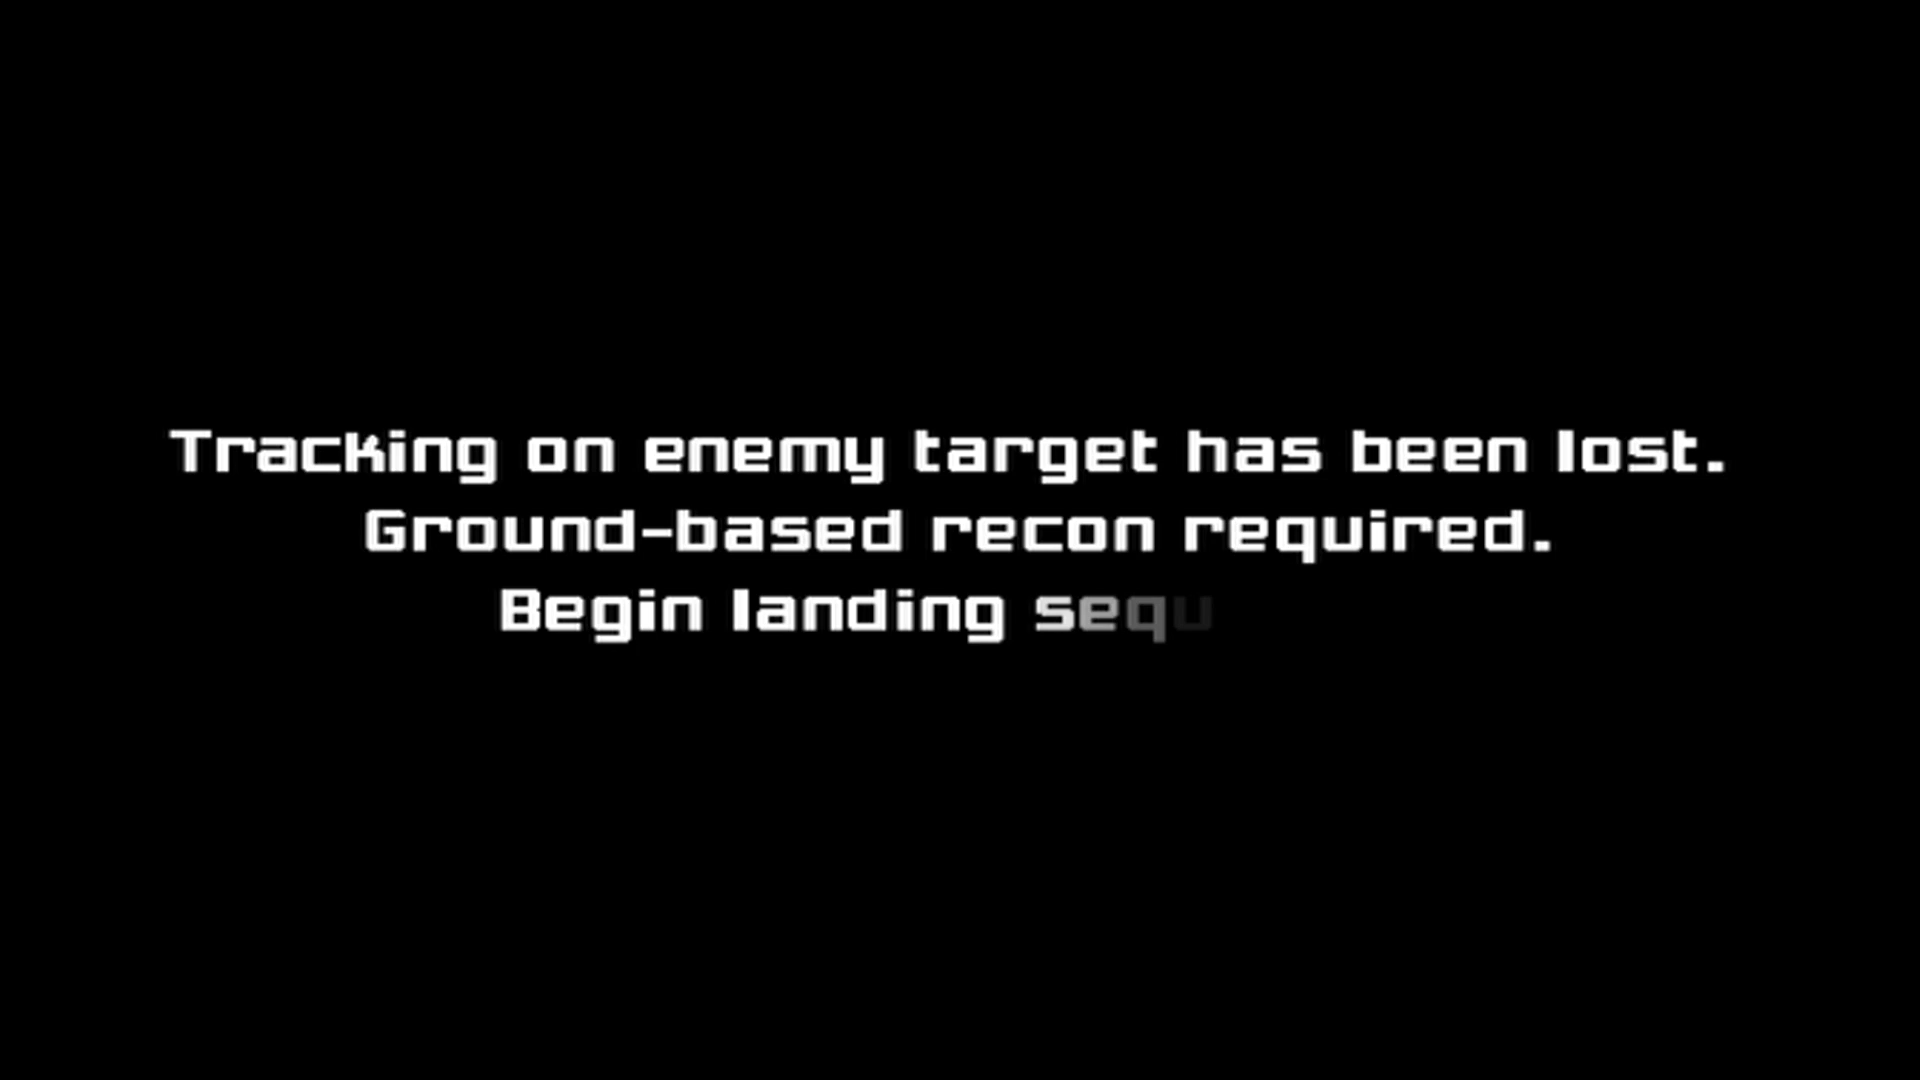 Tracking on enemy target has been lost.
Ground-based recon required.
Begin landing sequ